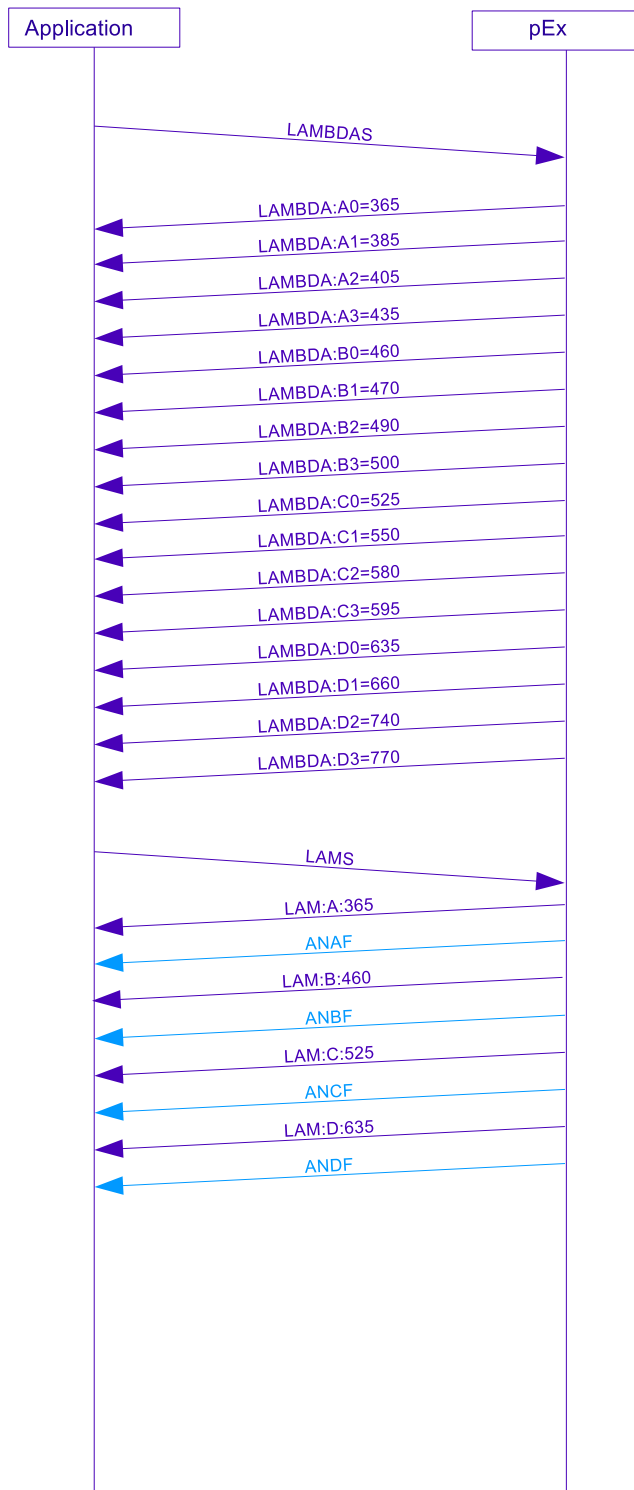 Application
pEx
LAMBDAS
LAMBDA:A0=365
LAMBDA:A1=385
LAMBDA:A2=405
LAMBDA:A3=435
LAMBDA:B0=460
LAMBDA:B1=470
LAMBDA:B2=490
LAMBDA:B3=500
LAMBDA:C0=525
LAMBDA:C1=550
LAMBDA:C2=580
LAMBDA:C3=595
LAMBDA:D0=635
LAMBDA:D1=660
LAMBDA:D2=740
LAMBDA:D3=770
LAMS
LAM:A:365
ANAF
LAM:B:460
ANBF
LAM:C:525
ANCF
LAM:D:635
ANDF